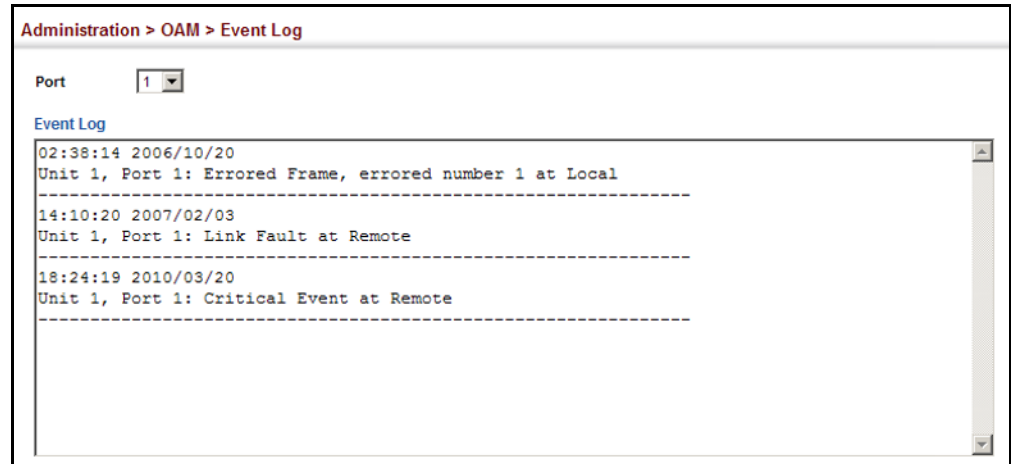 Administration > OAM > Event Log
Port 1
Event Log
02:38:14 2006/10/20
Unit 1, Port 1: Errored Frame, errored number 1 at Local
---------------------------------------------------------------
14:10:20 2007/02/03
Unit 1, Port 1: Link Fault at Remote
---------------------------------------------------------------
18:24:19 2010/03/20
Unit 1, Port 1: Critical Event at Remote
---------------------------------------------------------------